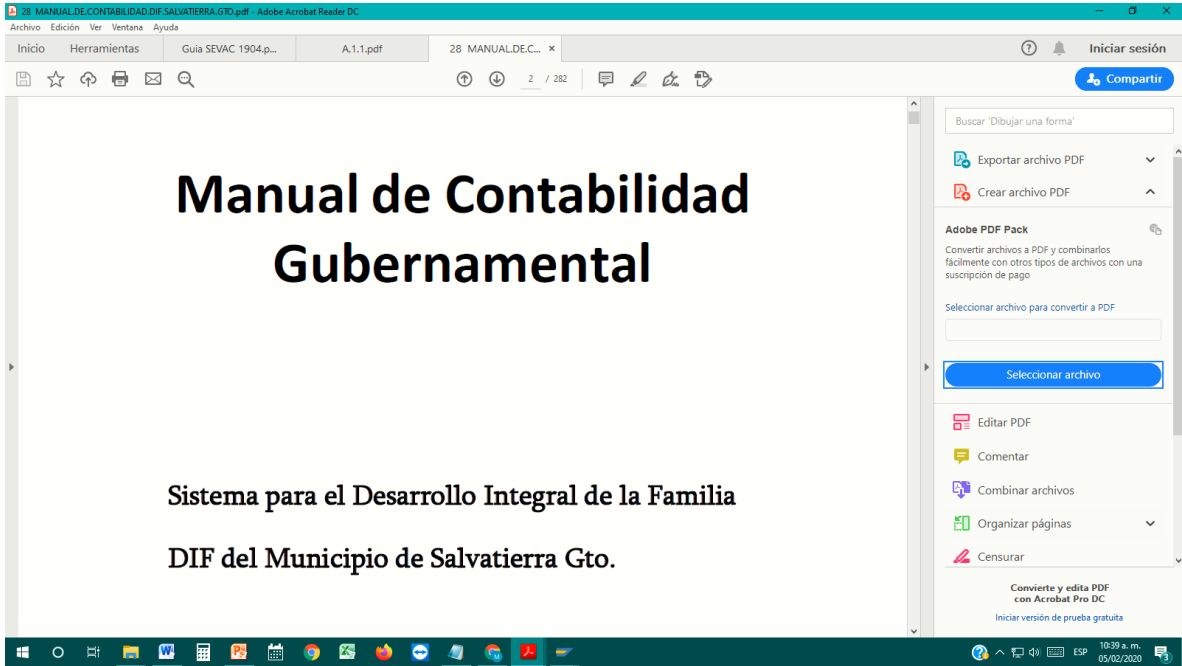 28 MANUAL.DE.CONTABILIDAD.DIF.SALVATIERRA.GTO.pdf - Adobe Acrobat Reader DC
Archivo Edición Ver Ventana Ayuda
Inicio Herramientas Guia SEVAC 1904.p... A.1.1.pdf 28 MANUAL.DE.C... × Iniciar sesión
2 / 282 Compartir
Manual de Contabilidad
Gubernamental
Sistema para el Desarrollo Integral de la Familia
DIF del Municipio de Salvatierra Gto.
Buscar 'Dibujar una forma'
Exportar archivo PDF
Crear archivo PDF
Adobe PDF Pack
Convertir archivos a PDF y combinarlos
fácilmente con otros tipos de archivos con una
suscripción de pago
Seleccionar archivo para convertir a PDF
Seleccionar archivo
Editar PDF
Comentar
Combinar archivos
Organizar páginas
Censurar
Convierte y edita PDF
con Acrobat Pro DC
Iniciar versión de prueba gratuita
ESP 10:39 a. m.
05/02/2020